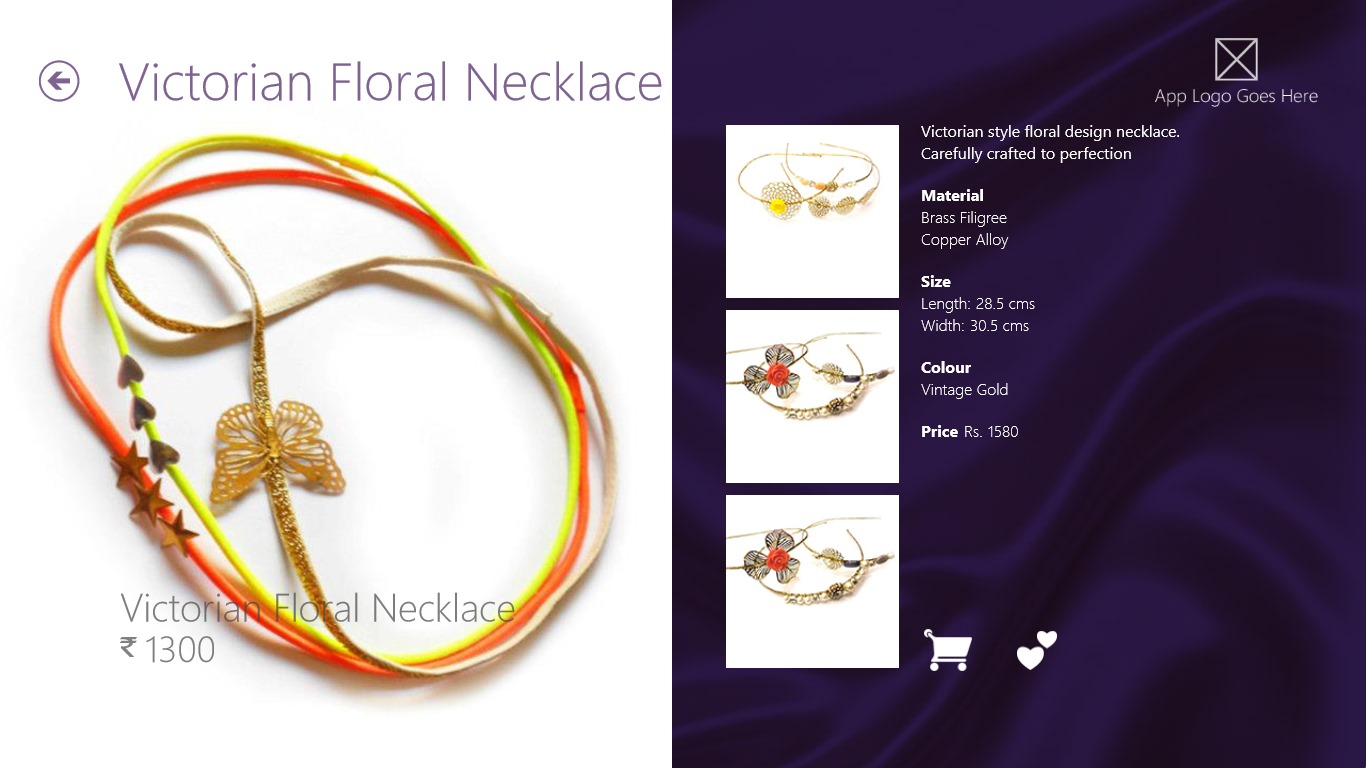 Victorian Floral Necklace
App Logo Goes Here
Victorian style floral design necklace.
Carefully crafted to perfection
Material
Brass Filigree
Copper Alloy
Size
Length: 28.5 cms
Width: 30.5 cms
Colour
Vintage Gold
Price Rs. 1580
Victorian Floral Necklace
₹ 1300